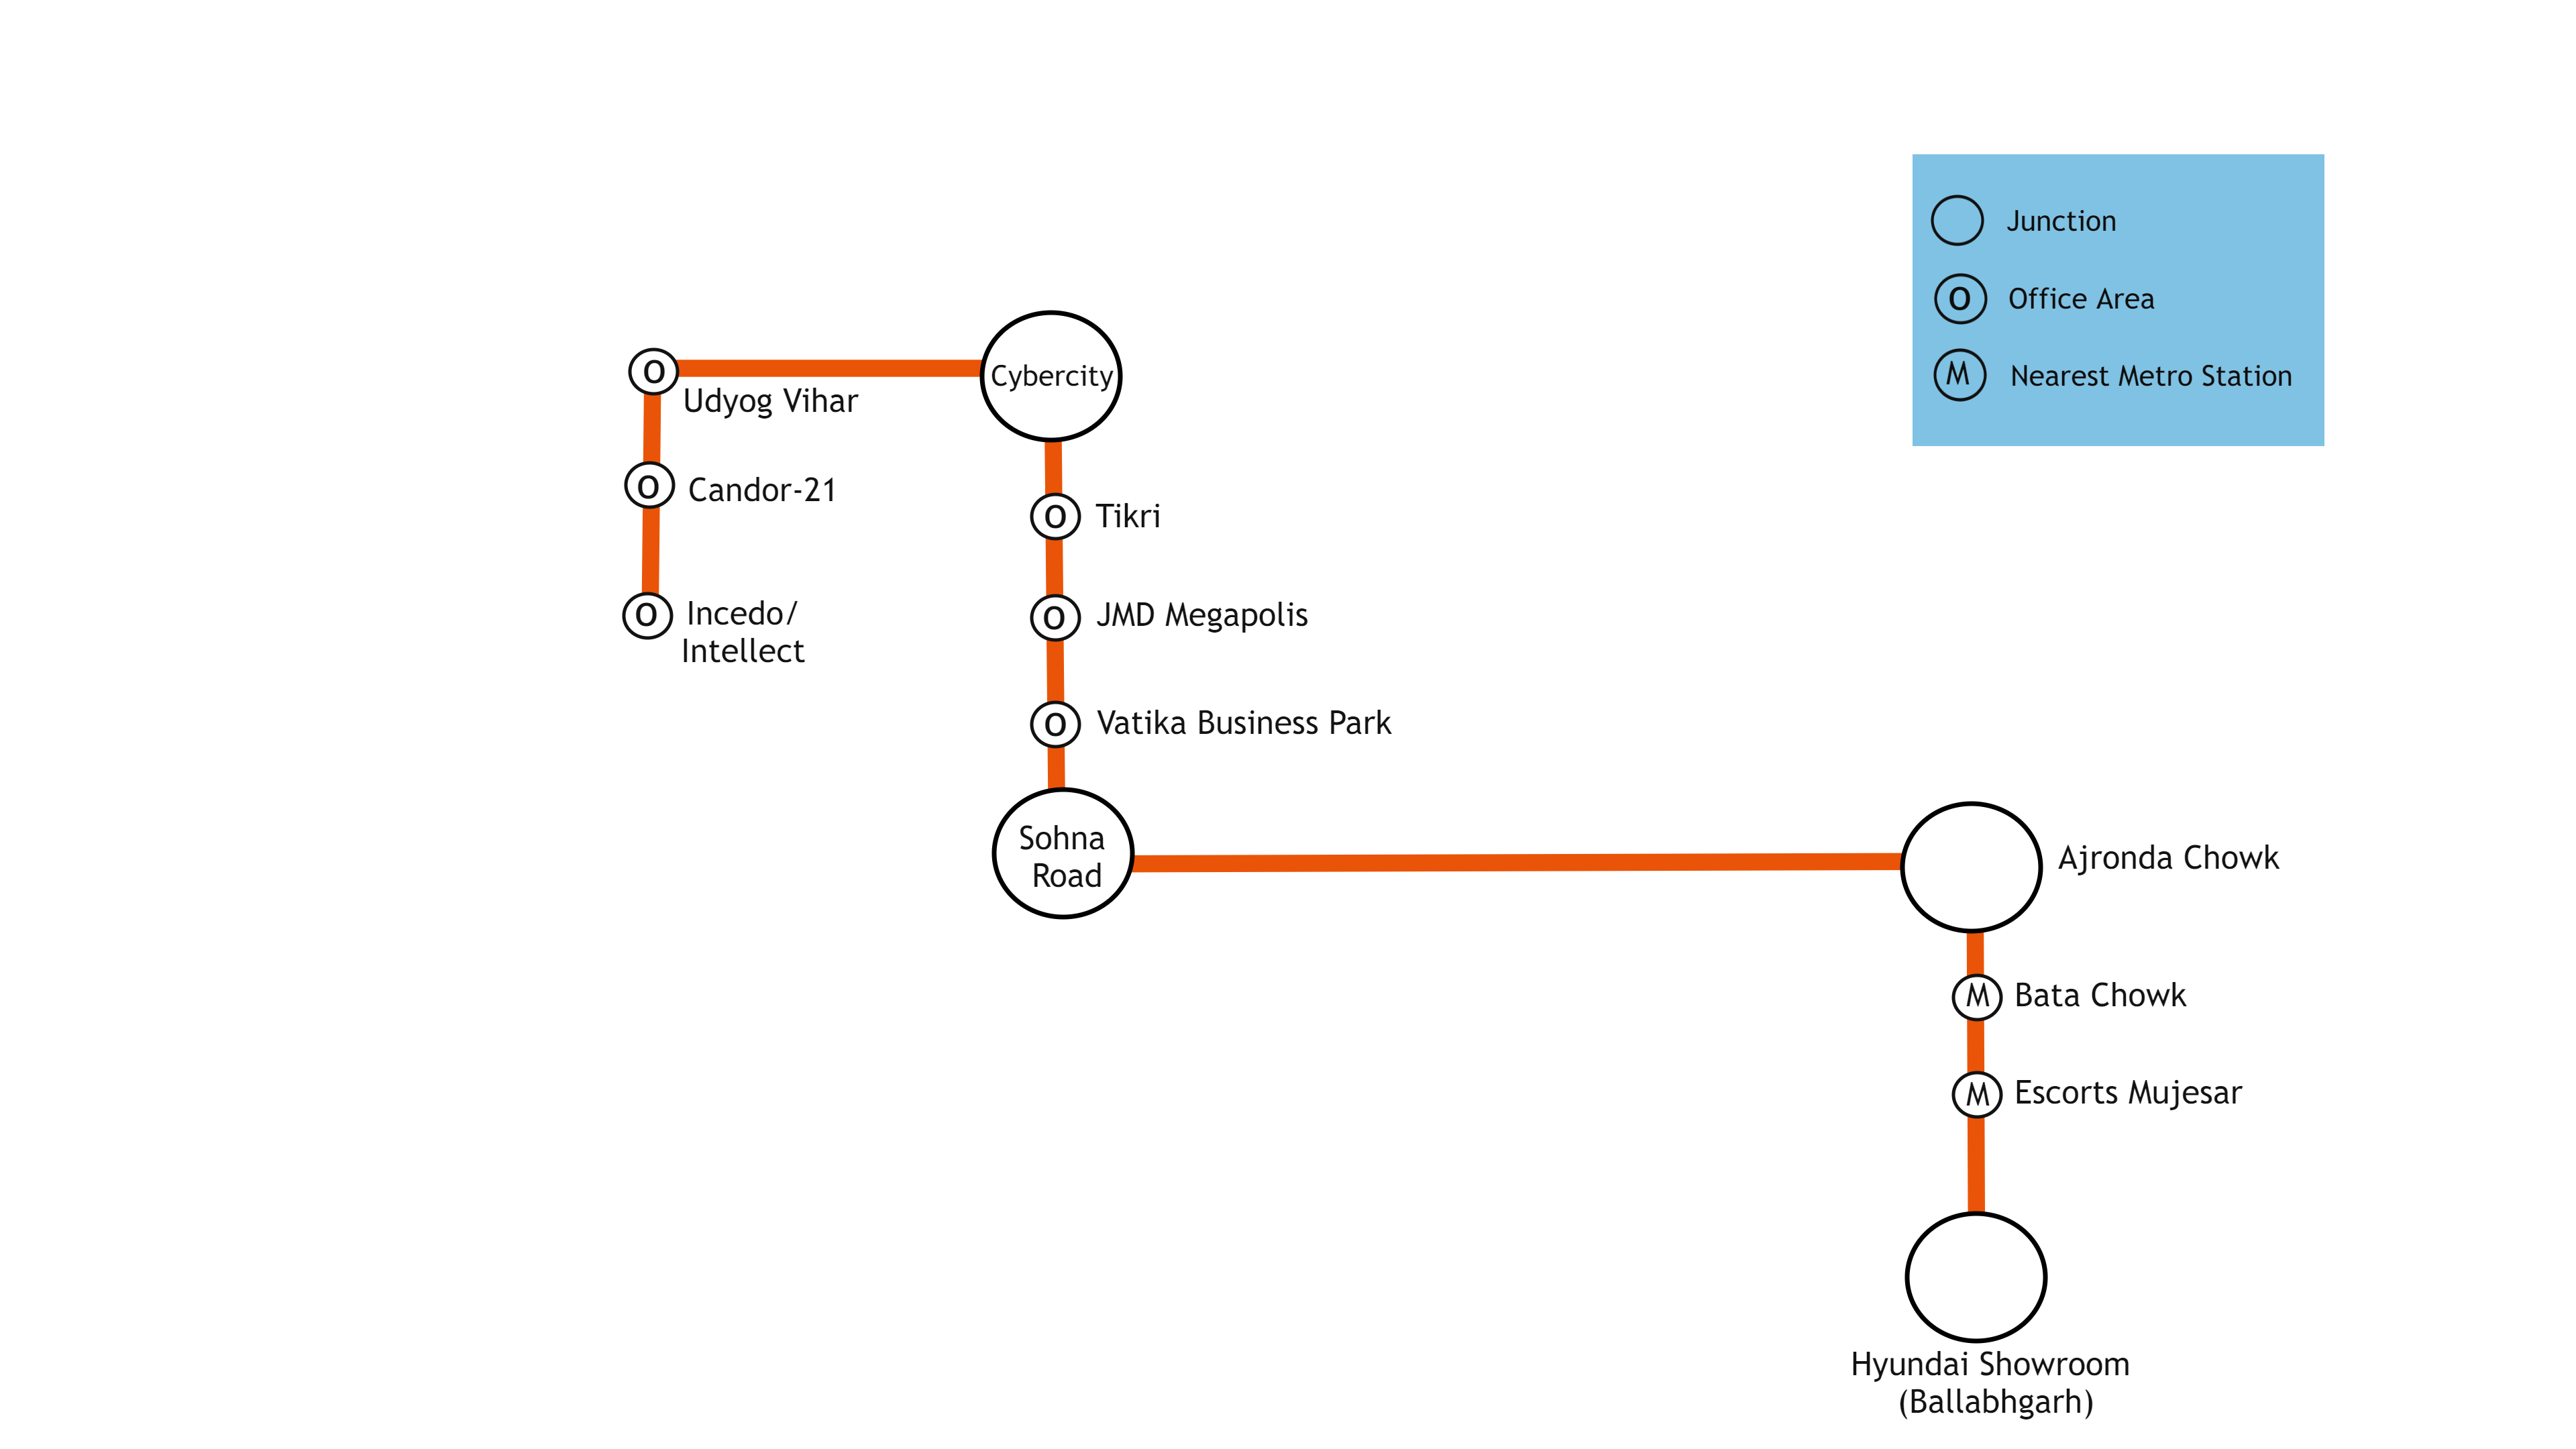 Junction
O Office Area
M Nearest Metro Station
Cybercity
O
Udyog Vihar
O Candor-21
O Tikri
O Incedo/
Intellect
O JMD Megapolis
O Vatika Business Park
Sohna
Road
Ajronda Chowk
M Bata Chowk
M Escorts Mujesar
Hyundai Showroom
(Ballabhgarh)